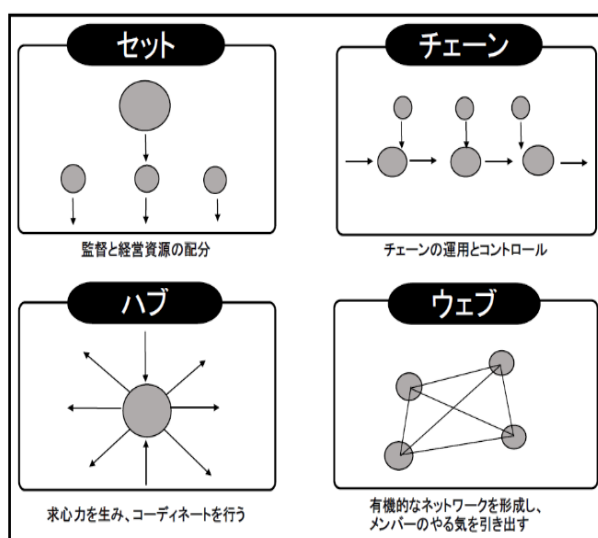 セット
チェーン
監督と経営資源の配分
チェーンの運用とコントロール
ハブ
ウェブ
求心力を生み、コーディネートを行う
有機的なネットワークを形成し、
メンバーのやる気を引き出す